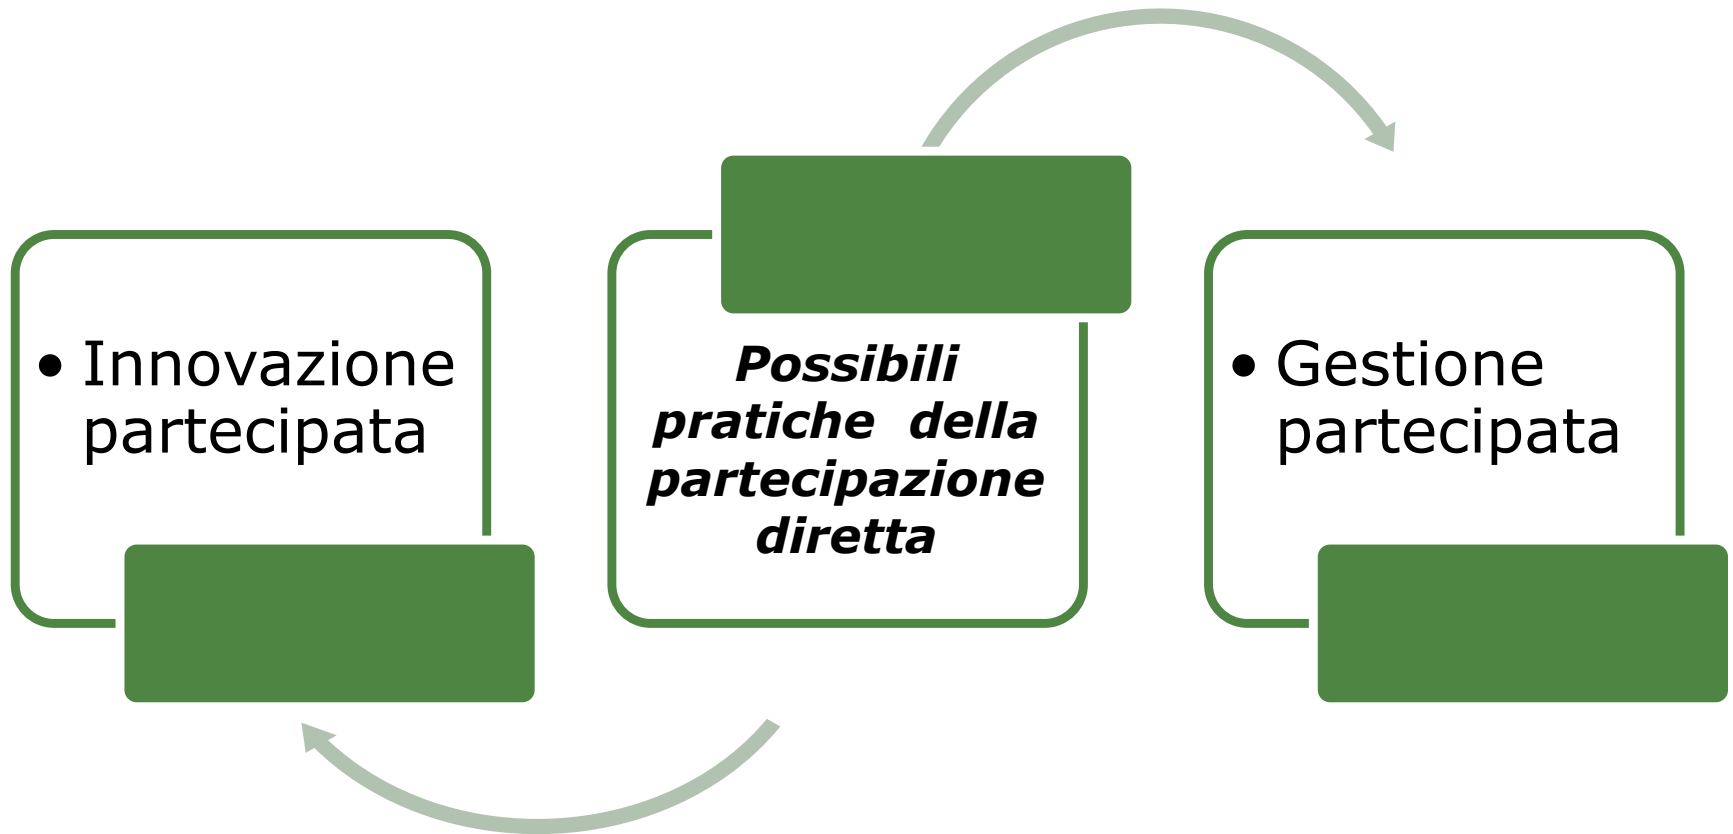 • Innovazione
partecipata
Possibili
pratiche della
partecipazione
diretta
• Gestione
partecipata